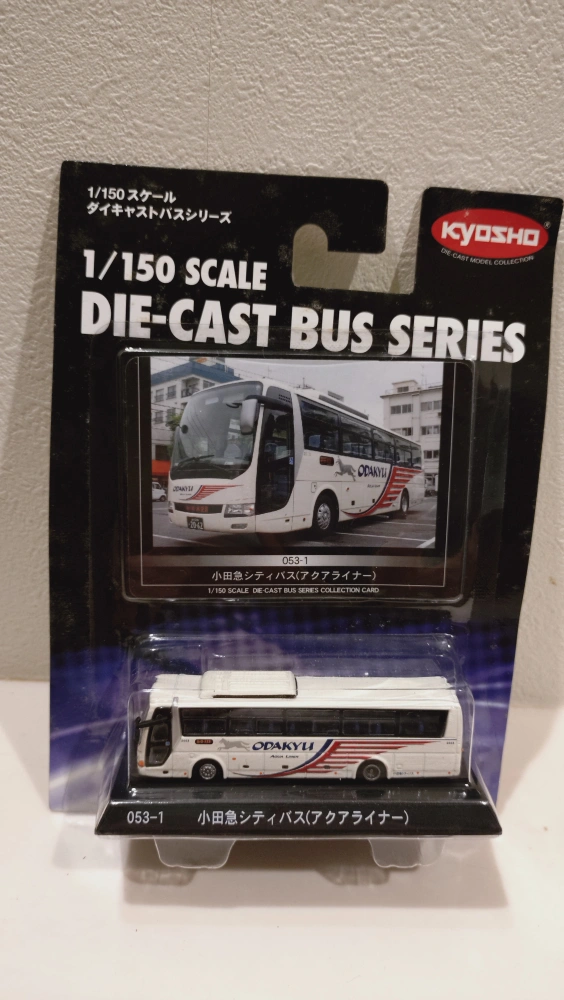 1/150 スケール
ダイキャストバスシリーズ
KYOSHO
DIE-CAST MODEL COLLECTION
1/150 SCALE
DIE-CAST BUS SERIES
ODAKYU
ODAKYU
053-1
小田急シティバス(アクアライナー)
1/150 SCALE DIE-CAST BUS SERIES COLLECTION CARD
ODAKYU
Aqua Liner
053-1 小田急シティバス(アクアライナー)